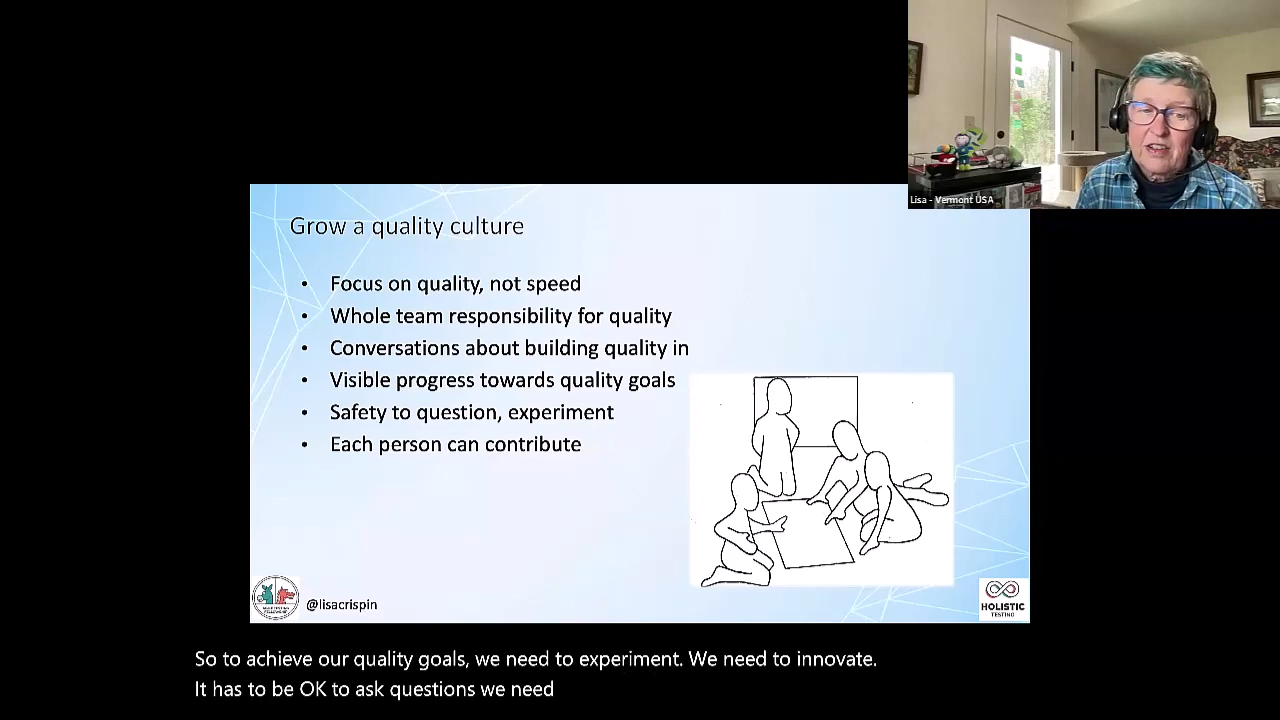 Lisa - Vermont USA
Grow a quality culture
• Focus on quality, not speed
• Whole team responsibility for quality
• Conversations about building quality in
• Visible progress towards quality goals
• Safety to question, experiment
• Each person can contribute
@lisacrispin
HOLISTIC
TESTING
So to achieve our quality goals, we need to experiment. We need to innovate.
It has to be OK to ask questions we need